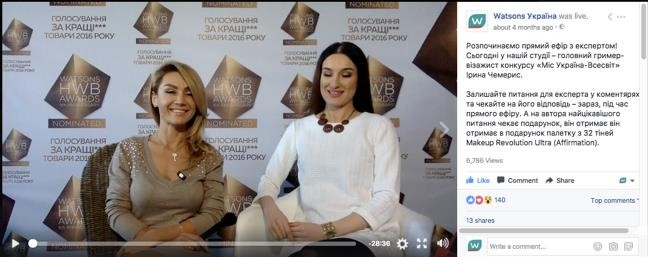 NOMINATED
ГОЛОСУВАННЯ
ЗА КРАЩІ***
ТОВАРИ 2016 РОКУ
WATSONS
HWB
AWARDS
NOMINATED
-28:36
Watsons Україна was live.
about 4 months ago
Розпочинаємо прямий ефір з експертом!
Сьогодні у нашій студії – головний гример-
візажист конкурсу «Міс Україна-Всесвіт»
Ірина Чемерис.
Залишайте питання для експерта у коментярях
та чекайте на його відповідь – зараз, під час
прямого ефіру. А на автора найцікавішого
питання чекає подарунок, він отримає він
отримає в подарунок палетку з 32 тіней
Makeup Revolution Ultra (Affirmation).
6,786 Views
Like Comment Share
140
Top comments
13 shares
Write a comment...